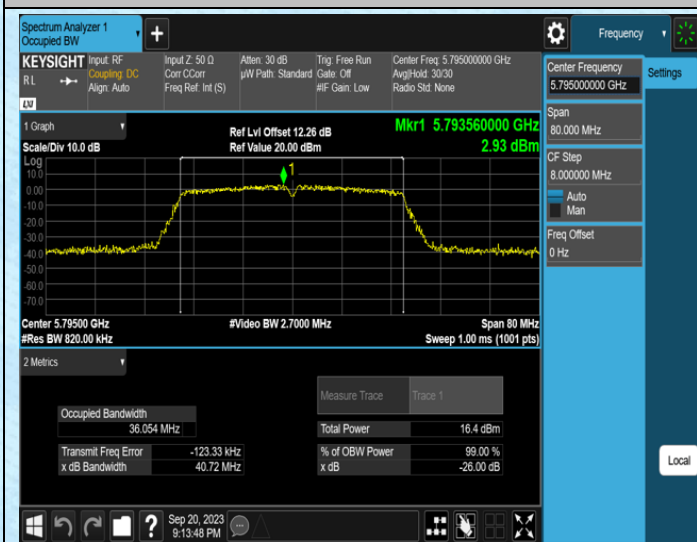 Spectrum Analyzer 1
Occupied BW
Frequency
KEYSIGHT
R L
LXI
Input: RF
Coupling: DC
Align: Auto
Input Z: 50 Ω
Corr CCorr
Freq Ref: Int (S)
Atten: 30 dB
µW Path: Standard
Trig: Free Run
Gate: Off
#IF Gain: Low
Center Freq: 5.795000000 GHz
Avg|Hold: 30/30
Radio Std: None
Center Frequency
5.795000000 GHz
Settings
Span
80.000 MHz
CF Step
8.000000 MHz
Auto
Man
Freq Offset
0 Hz
1 Graph
Scale/Div 10.0 dB
Ref Lvl Offset 12.26 dB
Ref Value 20.00 dBm
Mkr1 5.793560000 GHz
2.93 dBm
Log
10.0
0.00
-10.0
-20.0
-30.0
-40.0
-50.0
-60.0
-70.0
1
Center 5.79500 GHz
#Res BW 820.00 kHz
#Video BW 2.7000 MHz
Span 80 MHz
Sweep 1.00 ms (1001 pts)
2 Metrics
Measure Trace
Trace 1
Occupied Bandwidth
36.054 MHz
Total Power
16.4 dBm
Transmit Freq Error
-123.33 kHz
% of OBW Power
99.00 %
x dB Bandwidth
40.72 MHz
x dB
-26.00 dB
Local
?
Sep 20, 2023
9:13:48 PM